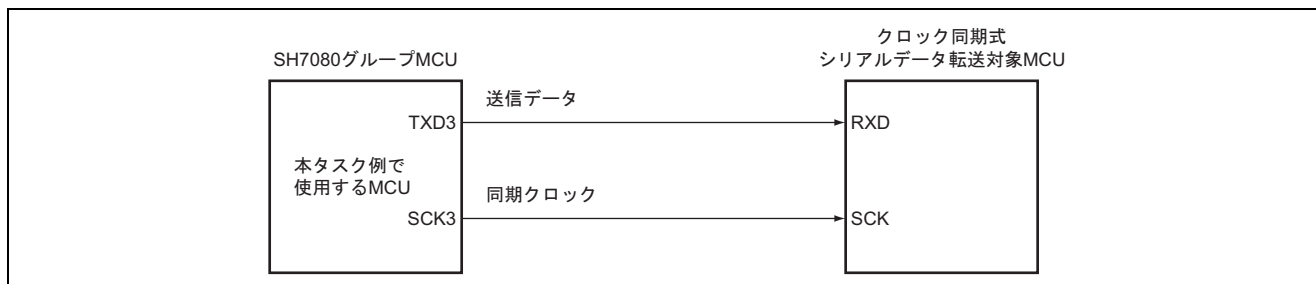 SH7080グループMCU
クロック同期式
シリアルデータ転送対象MCU
送信データ
TXD3
RXD
本タスク例で
使用するMCU
同期クロック
SCK3
SCK